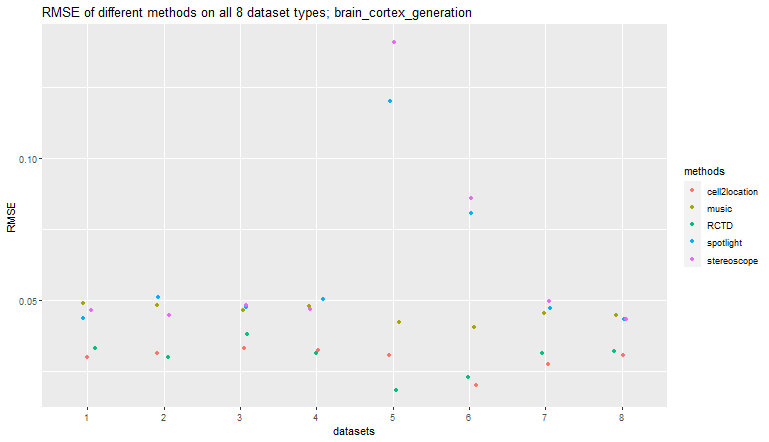 RMSE of different methods on all 8 dataset types; brain_cortex_generation
RMSE
0.10
0.05
1 2 3 4 5 6 7 8
datasets
methods
cell2location
music
RCTD
spotlight
stereoscope